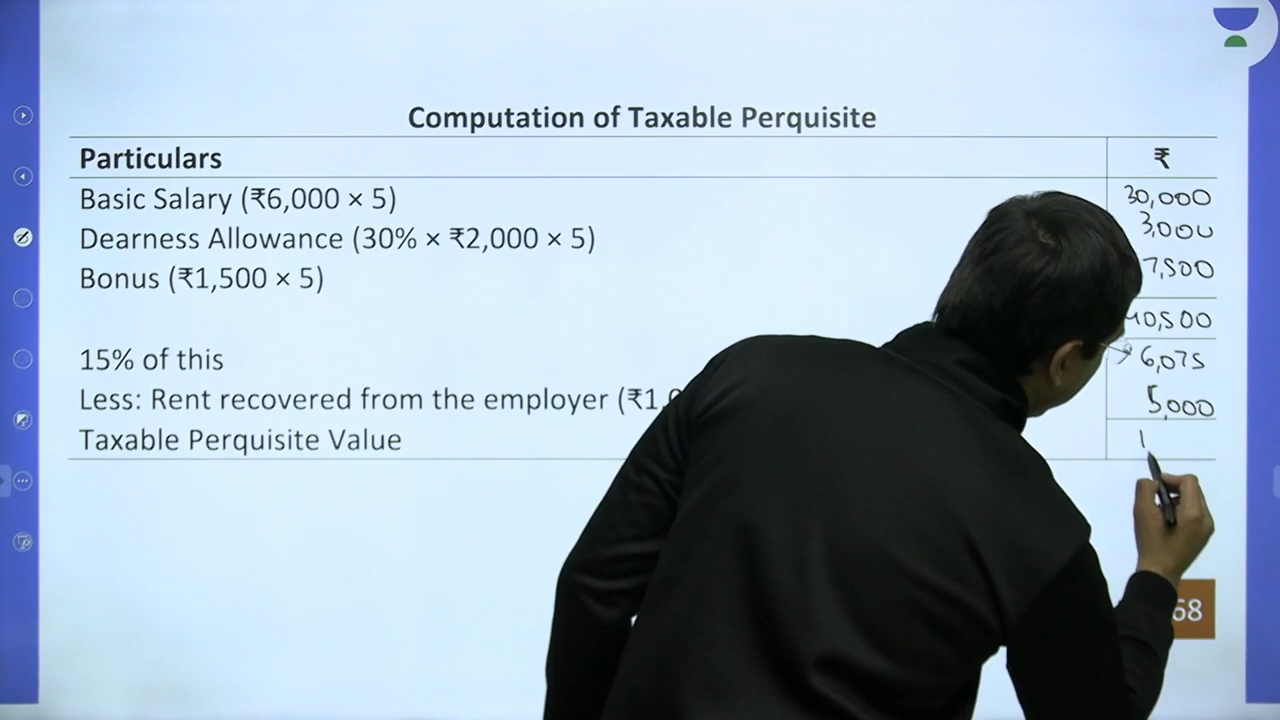 Computation of Taxable Perquisite
Particulars ₹
Basic Salary (₹6,000 × 5) 30,000
Dearness Allowance (30% × ₹2,000 × 5) 3,000
Bonus (₹1,500 × 5) 7,500
40,500
15% of this 6,075
Less: Rent recovered from the employer 5,000
Taxable Perquisite Value 1
68